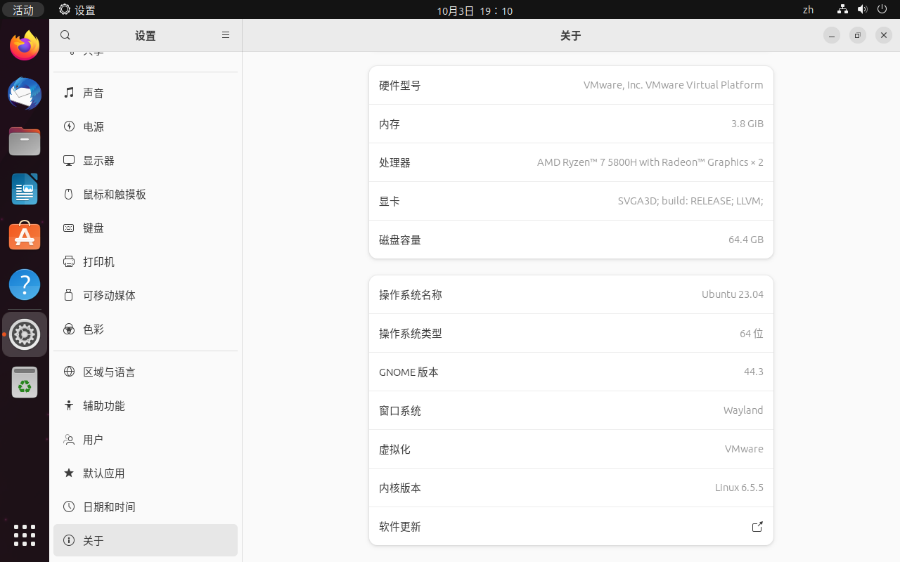 活动 设置 10月3日 19：10 zh
设置 关于
声音
电源
显示器
鼠标和触摸板
键盘
打印机
可移动媒体
色彩
区域与语言
辅助功能
用户
默认应用
日期和时间
关于
硬件型号 VMware, Inc. VMware Virtual Platform
内存 3.8 GiB
处理器 AMD Ryzen™ 7 5800H with Radeon™ Graphics × 2
显卡 SVGA3D; build: RELEASE; LLVM;
磁盘容量 64.4 GB
操作系统名称 Ubuntu 23.04
操作系统类型 64 位
GNOME 版本 44.3
窗口系统 Wayland
虚拟化 VMware
内核版本 Linux 6.5.5
软件更新